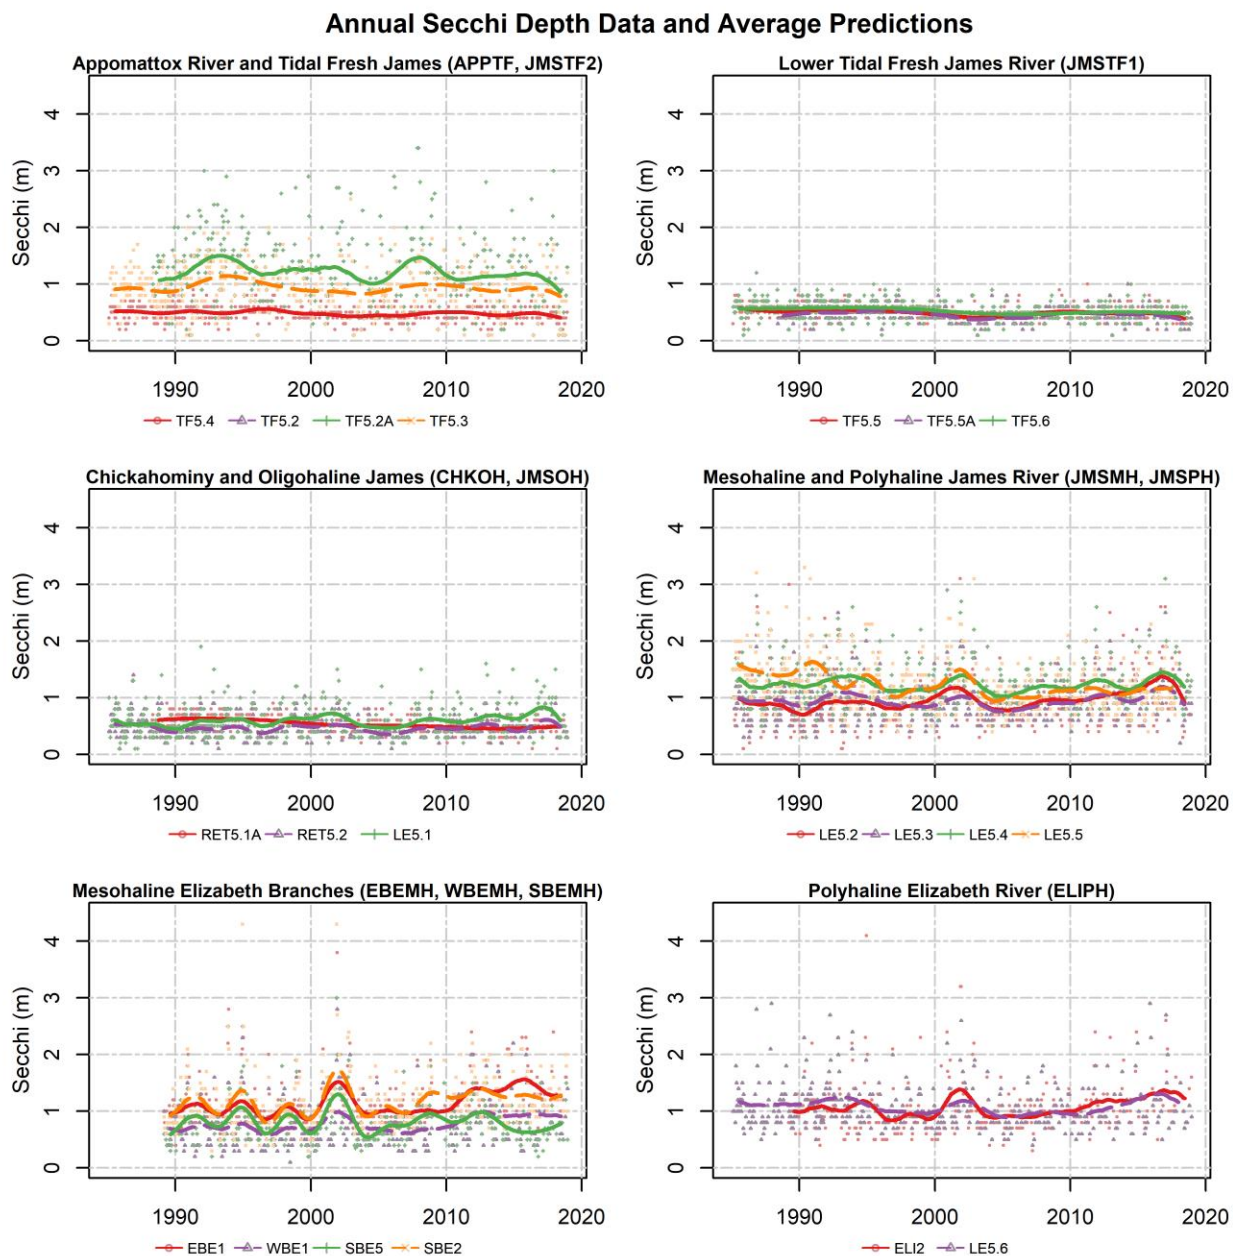 Annual Secchi Depth Data and Average Predictions
Appomattox River and Tidal Fresh James (APPTF, JMSTF2)
Secchi (m)
4
3
2
1
0
1990 2000 2010 2020
TF5.4 TF5.2 TF5.2A TF5.3
Lower Tidal Fresh James River (JMSTF1)
Secchi (m)
4
3
2
1
0
1990 2000 2010 2020
TF5.5 TF5.5A TF5.6
Chickahominy and Oligohaline James (CHKOH, JMSOH)
Secchi (m)
4
3
2
1
0
1990 2000 2010 2020
RET5.1A RET5.2 LE5.1
Mesohaline and Polyhaline James River (JMSMH, JMSPH)
Secchi (m)
4
3
2
1
0
1990 2000 2010 2020
LE5.2 LE5.3 LE5.4 LE5.5
Mesohaline Elizabeth Branches (EBEMH, WBEMH, SBEMH)
Secchi (m)
4
3
2
1
0
1990 2000 2010 2020
EBE1 WBE1 SBE5 SBE2
Polyhaline Elizabeth River (ELIPH)
Secchi (m)
4
3
2
1
0
1990 2000 2010 2020
ELI2 LE5.6